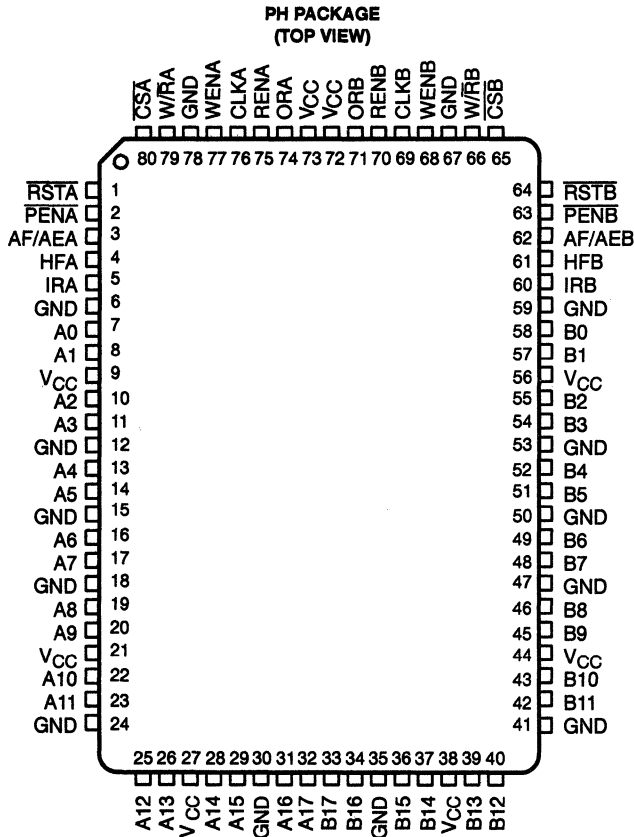 PH PACKAGE
(TOP VIEW)
CSA W/RA GND WENA CLKA RENA ORA VCC VCC ORB RENB CLKB WENB GND W/RB CSB
80 79 78 77 76 75 74 73 72 71 70 69 68 67 66 65
RSTA 1 64 RSTB
PENA 2 63 PENB
AF/AEA 3 62 AF/AEB
HFA 4 61 HFB
IRA 5 60 IRB
GND 6 59 GND
A0 7 58 B0
A1 8 57 B1
VCC 9 56 VCC
A2 10 55 B2
A3 11 54 B3
GND 12 53 GND
A4 13 52 B4
A5 14 51 B5
GND 15 50 GND
A6 16 49 B6
A7 17 48 B7
GND 18 47 GND
A8 19 46 B8
A9 20 45 B9
VCC 21 44 VCC
A10 22 43 B10
A11 23 42 B11
GND 24 41 GND
25 26 27 28 29 30 31 32 33 34 35 36 37 38 39 40
A12 A13 VCC A14 A15 GND A16 A17 B17 B16 GND B15 B14 VCC B13 B12